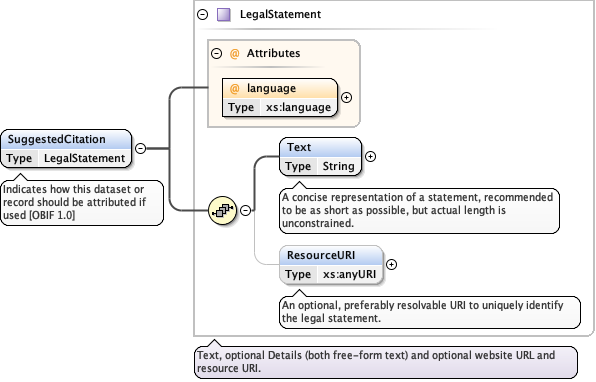 LegalStatement
@ Attributes
@ language
Type xs:language
SuggestedCitation
Type LegalStatement
Indicates how this dataset or
record should be attributed if
used [OBIF 1.0]
Text
Type String
A concise representation of a statement, recommended
to be as short as possible, but actual length is
unconstrained.
ResourceURI
Type xs:anyURI
An optional, preferably resolvable URI to uniquely identify
the legal statement.
Text, optional Details (both free-form text) and optional website URL and
resource URI.